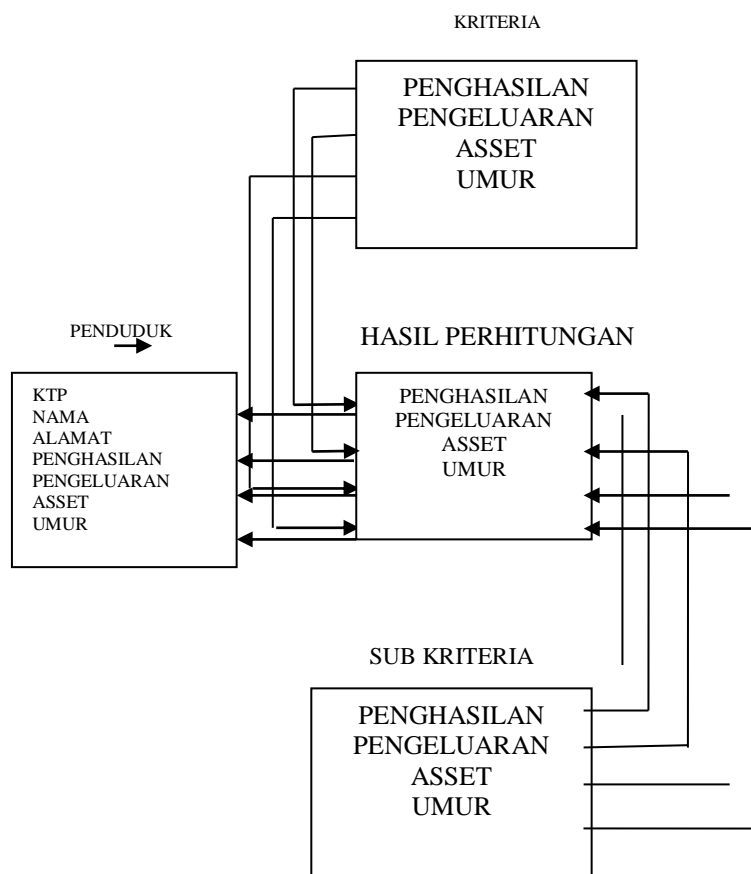 KRITERIA
PENGHASILAN
PENGELUARAN
ASSET
UMUR
PENDUDUK
KTP
NAMA
ALAMAT
PENGHASILAN
PENGELUARAN
ASSET
UMUR
HASIL PERHITUNGAN
PENGHASILAN
PENGELUARAN
ASSET
UMUR
SUB KRITERIA
PENGHASILAN
PENGELUARAN
ASSET
UMUR